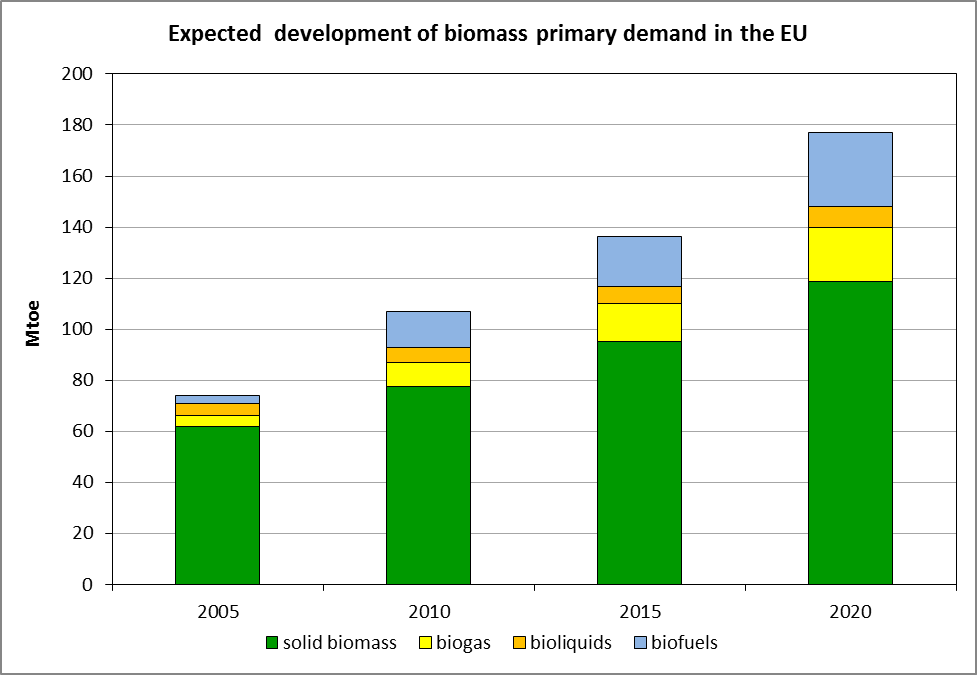 Expected  development of biomass primary demand in the EU
200
180
160
140
120
100
80
60
40
20
0
Mtoe
2005 2010 2015 2020
solid biomass biogas bioliquids biofuels